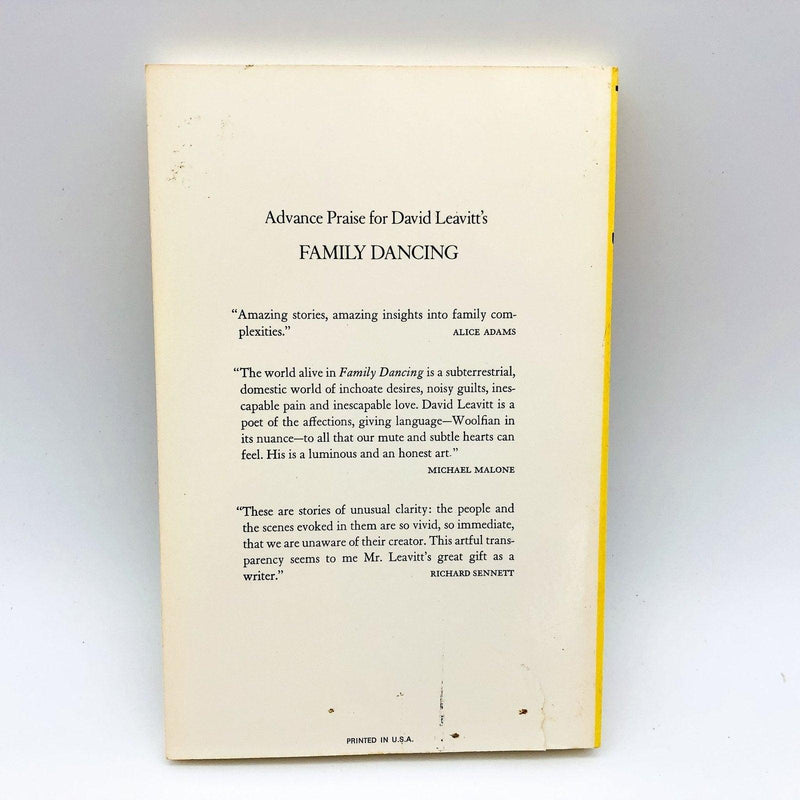 Advance Praise for David Leavitt's
FAMILY DANCING
“Amazing stories, amazing insights into family com-
plexities.” ALICE ADAMS
“The world alive in Family Dancing is a subterrestrial,
domestic world of inchoate desires, noisy guilts, ines-
capable pain and inescapable love. David Leavitt is a
poet of the affections, giving language—Woolfian in
its nuance—to all that our mute and subtle hearts can
feel. His is a luminous and an honest art.”
MICHAEL MALONE
“These are stories of unusual clarity: the people and
the scenes evoked in them are so vivid, so immediate,
that we are unaware of their creator. This artful trans-
parency seems to me Mr. Leavitt's great gift as a
writer.” RICHARD SENNETT
PRINTED IN U.S.A.